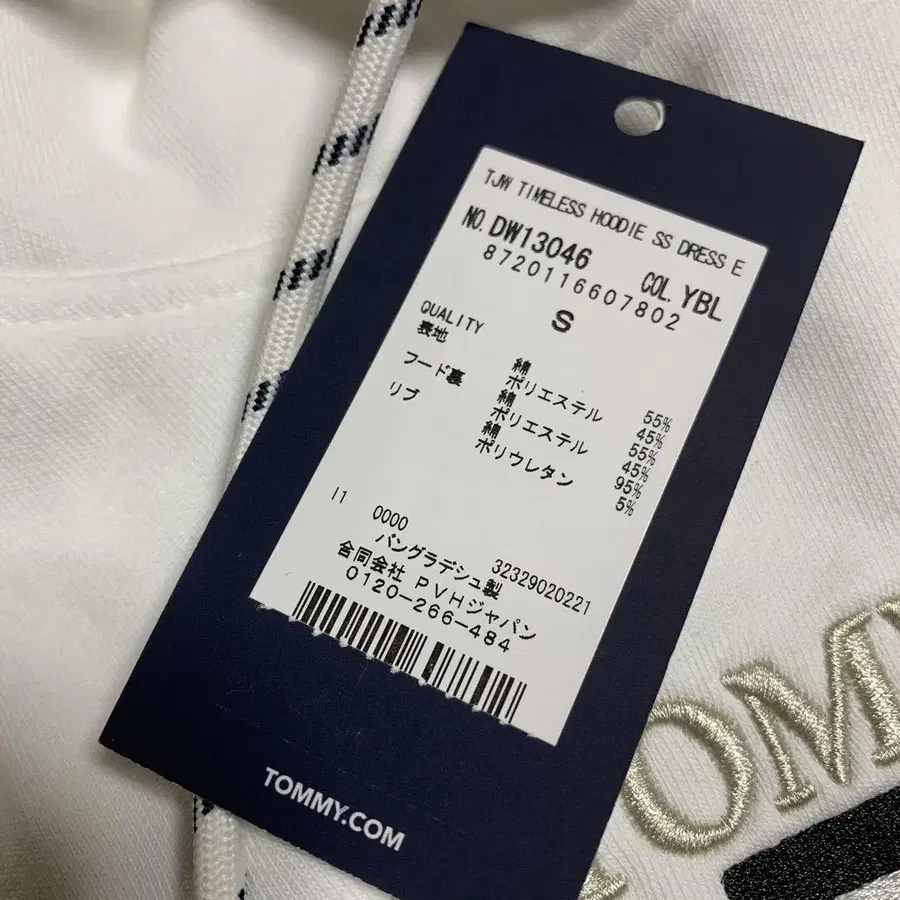 TJW TIMELESS HOODIE SS DRESS E
NO. DW13046 COL. YBL
8720116607802
S
QUALITY
表地 綿 55%
ポリエステル 45%
フード裏 綿 55%
ポリエステル 45%
リブ 綿 95%
ポリウレタン 5%
I1 0000 32329020221
バングラデシュ製
合同会社 PVHジャパン
0120-266-484
TOMMY.COM
TOMMY